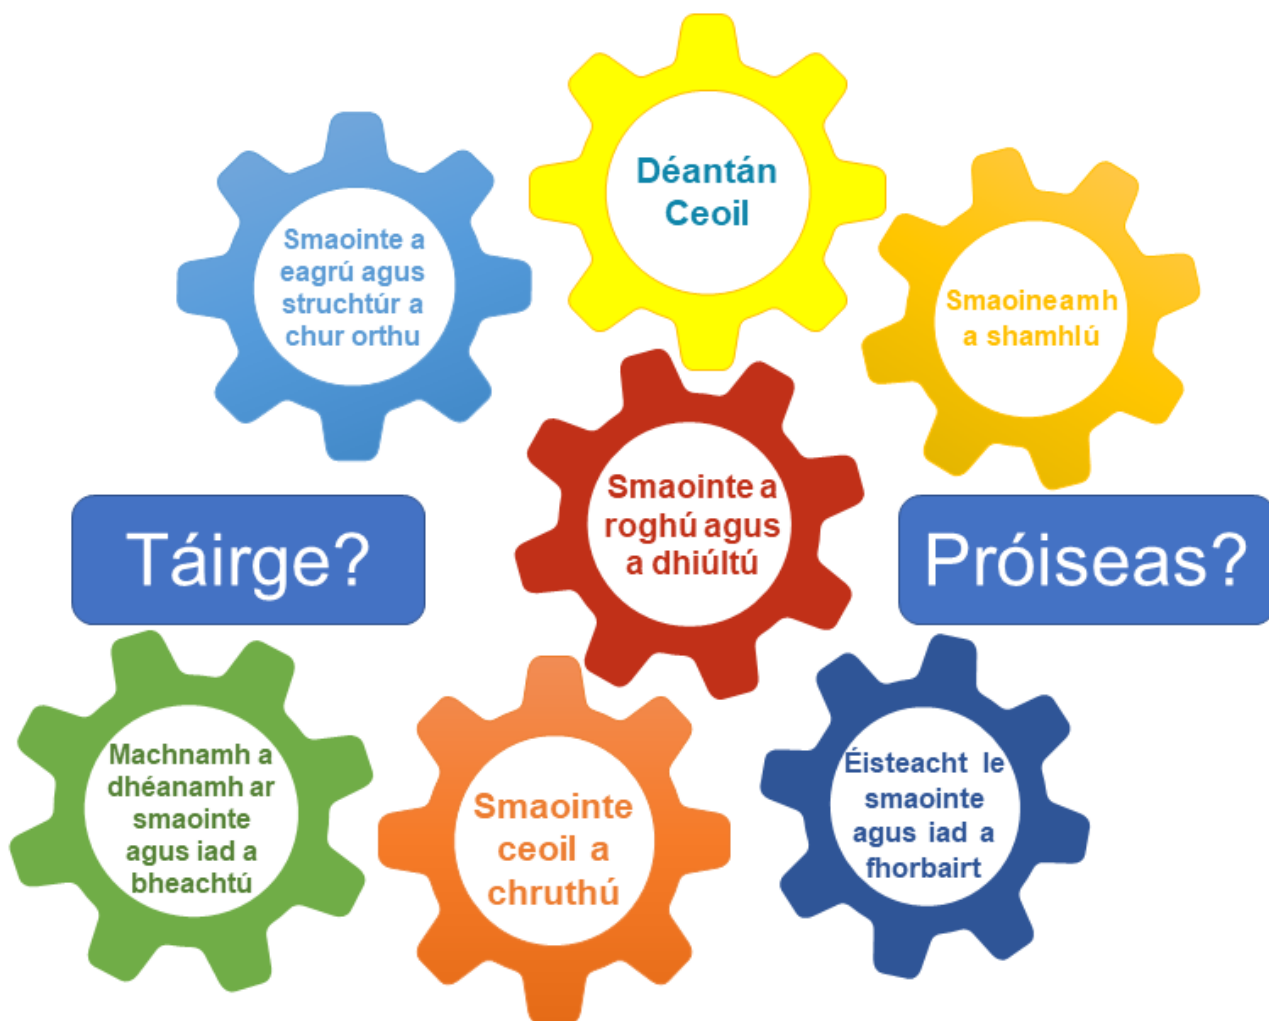 Déantán
Ceoil
Smaointe a
eagrú agus
struchtúr a
chur orthu
Smaoineamh
a shamhlú
Smaointe a
roghú agus
a dhiúltú
Táirge?
Próiseas?
Machnamh a
dhéanamh ar
smaointe
agus iad a
bheachtú
Smaointe
ceoil a
chruthú
Éisteacht le
smaointe
agus iad a
fhorbairt